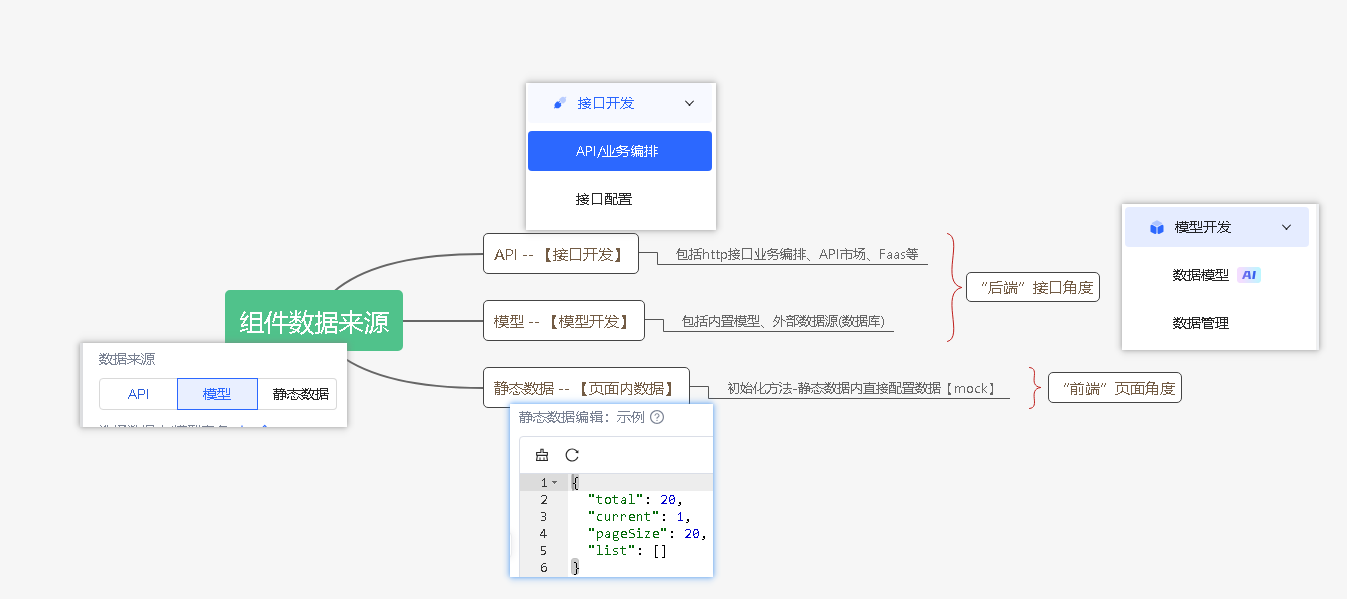 接口开发
API/业务编排
接口配置
模型开发
数据模型 AI
数据管理
API -- 【接口开发】
包括http接口业务编排、API市场、Faas等
“后端”接口角度
组件数据来源
模型 -- 【模型开发】
包括内置模型、外部数据源(数据库)
数据来源
API 模型 静态数据
静态数据 -- 【页面内数据】
初始化方法-静态数据内直接配置数据【mock】
“前端”页面角度
静态数据编辑：示例 ?
1 {
2 "total": 20,
3 "current": 1,
4 "pageSize": 20,
5 "list": []
6 }